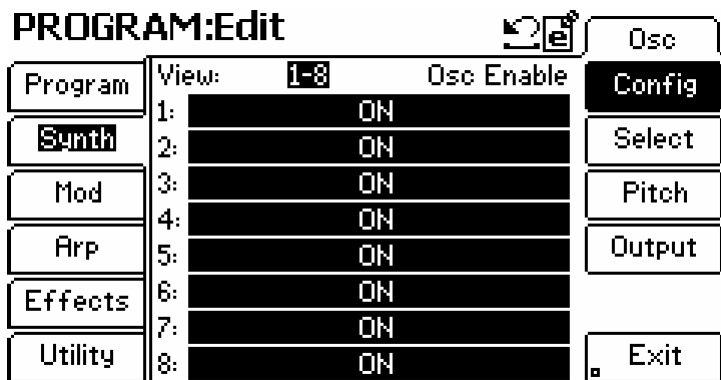 PROGRAM:Edit
e
Osc
Program
Synth
Mod
Arp
Effects
Utility
View: 1-8 Osc Enable
1: ON
2: ON
3: ON
4: ON
5: ON
6: ON
7: ON
8: ON
Config
Select
Pitch
Output
Exit